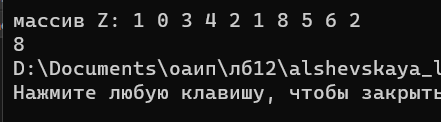 массив Z: 1 0 3 4 2 1 8 5 6 2
8
D:\Documents\оаип\лб12\alshevskaya_l
Нажмите любую клавишу, чтобы закрыть